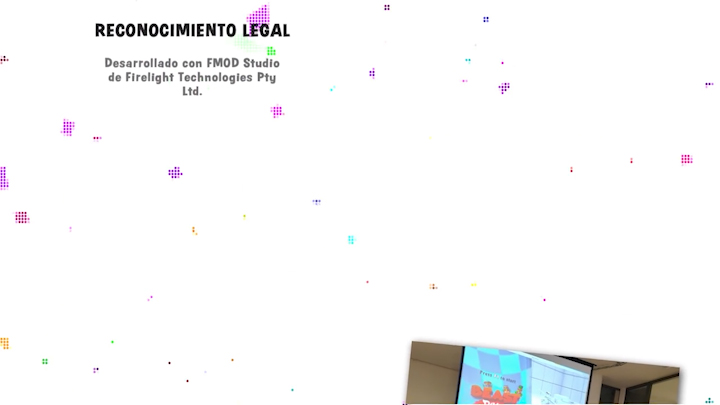 RECONOCIMIENTO LEGAL
Desarrollado con FMOD Studio
de Firelight Technologies Pty
Ltd.